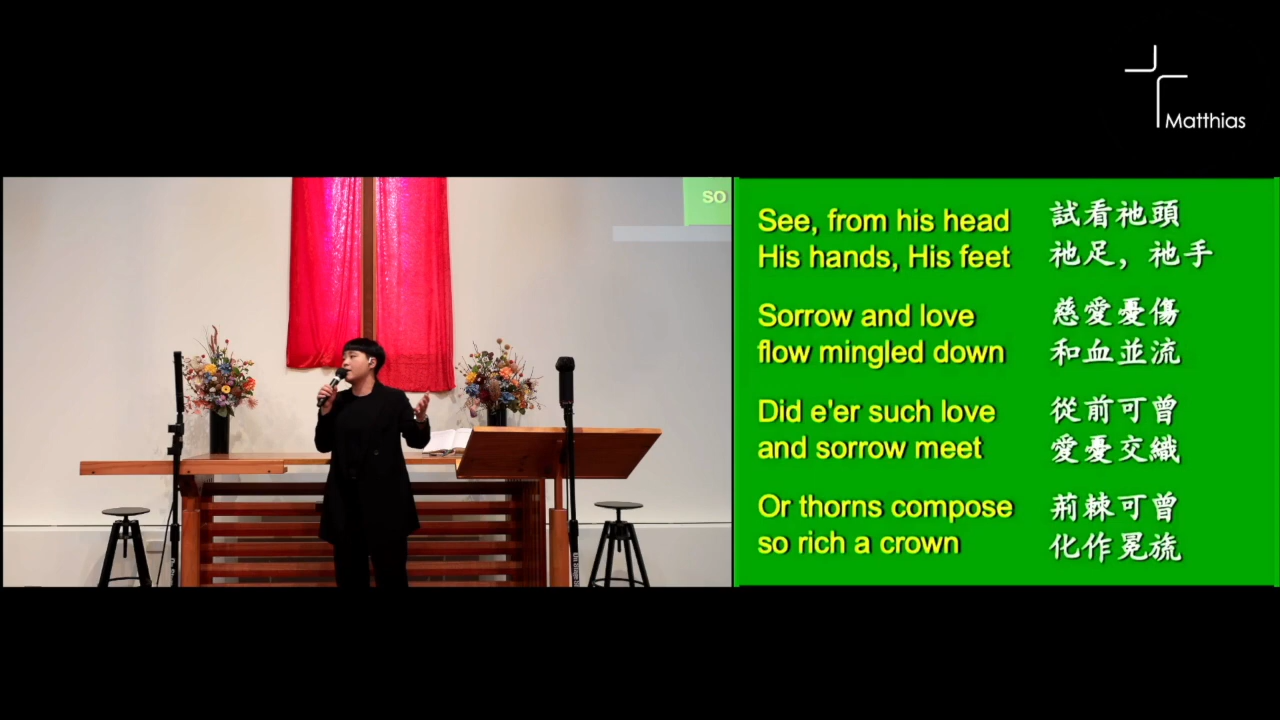 Matthias
SO
See, from his head
His hands, His feet
試看祂頭
祂足，祂手
Sorrow and love
flow mingled down
慈愛憂傷
和血並流
Did e'er such love
and sorrow meet
從前可曾
愛憂交織
Or thorns compose
so rich a crown
荊棘可曾
化作冕旒